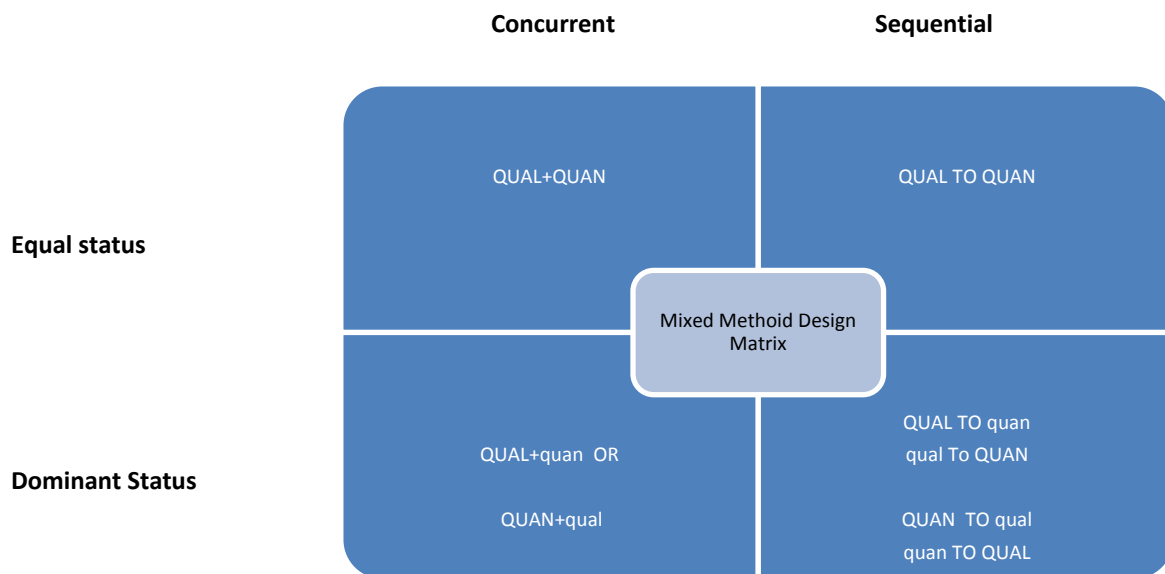 Concurrent Sequential
QUAL+QUAN QUAL TO QUAN
Equal status
Mixed Methoid Design
Matrix
QUAL TO quan
QUAL+quan OR qual To QUAN
Dominant Status
QUAN+qual QUAN TO qual
quan TO QUAL